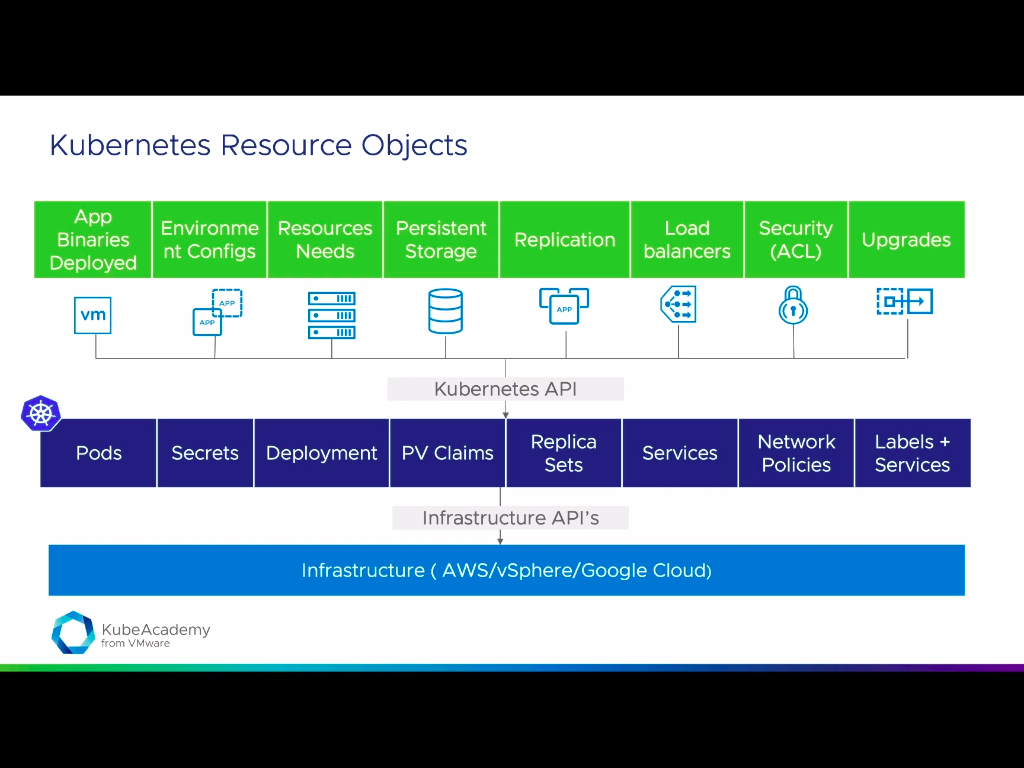 Kubernetes Resource Objects
App
Binaries
Deployed
Environme
nt Configs
Resources
Needs
Persistent
Storage
Replication
Load
balancers
Security
(ACL)
Upgrades
vm
APP
APP
APP
Kubernetes API
Pods
Secrets
Deployment
PV Claims
Replica
Sets
Services
Network
Policies
Labels +
Services
Infrastructure API's
Infrastructure ( AWS/vSphere/Google Cloud)
KubeAcademy
from VMware